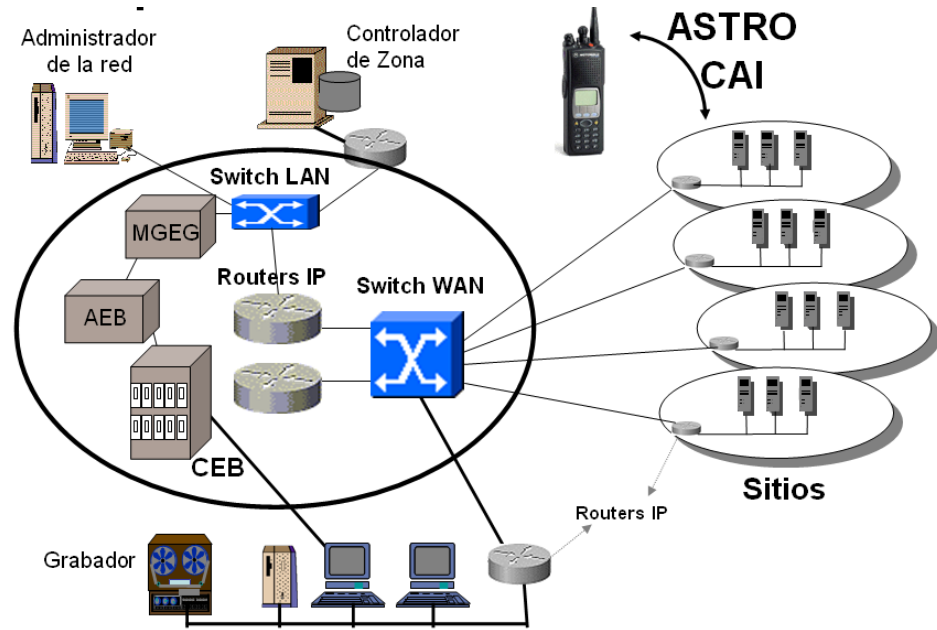 Administrador
de la red
Controlador
de Zona
ASTRO
CAI
Switch LAN
MGEG
Routers IP
Switch WAN
AEB
CEB
Sitios
Routers IP
Grabador